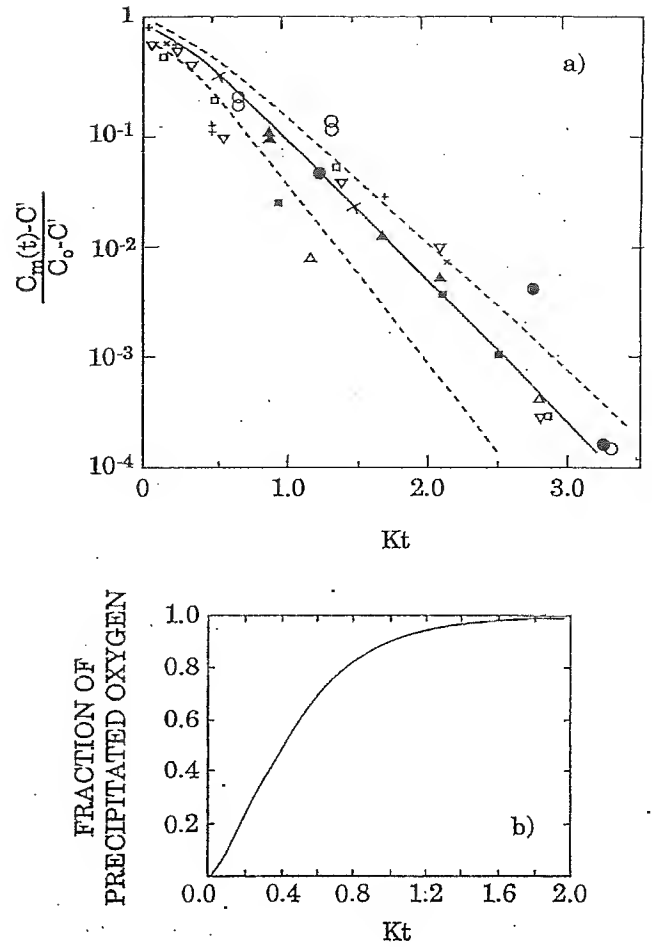 a)
1
10⁻¹
10⁻²
10⁻³
10⁻⁴
Cₘ(t)-C'
C₀-C'
0 1.0 2.0 3.0
Kt
1.0
0.8
0.6
0.4
0.2
FRACTION OF
PRECIPITATED OXYGEN
b)
0.0 0.4 0.8 1:2 1.6 2.0
Kt